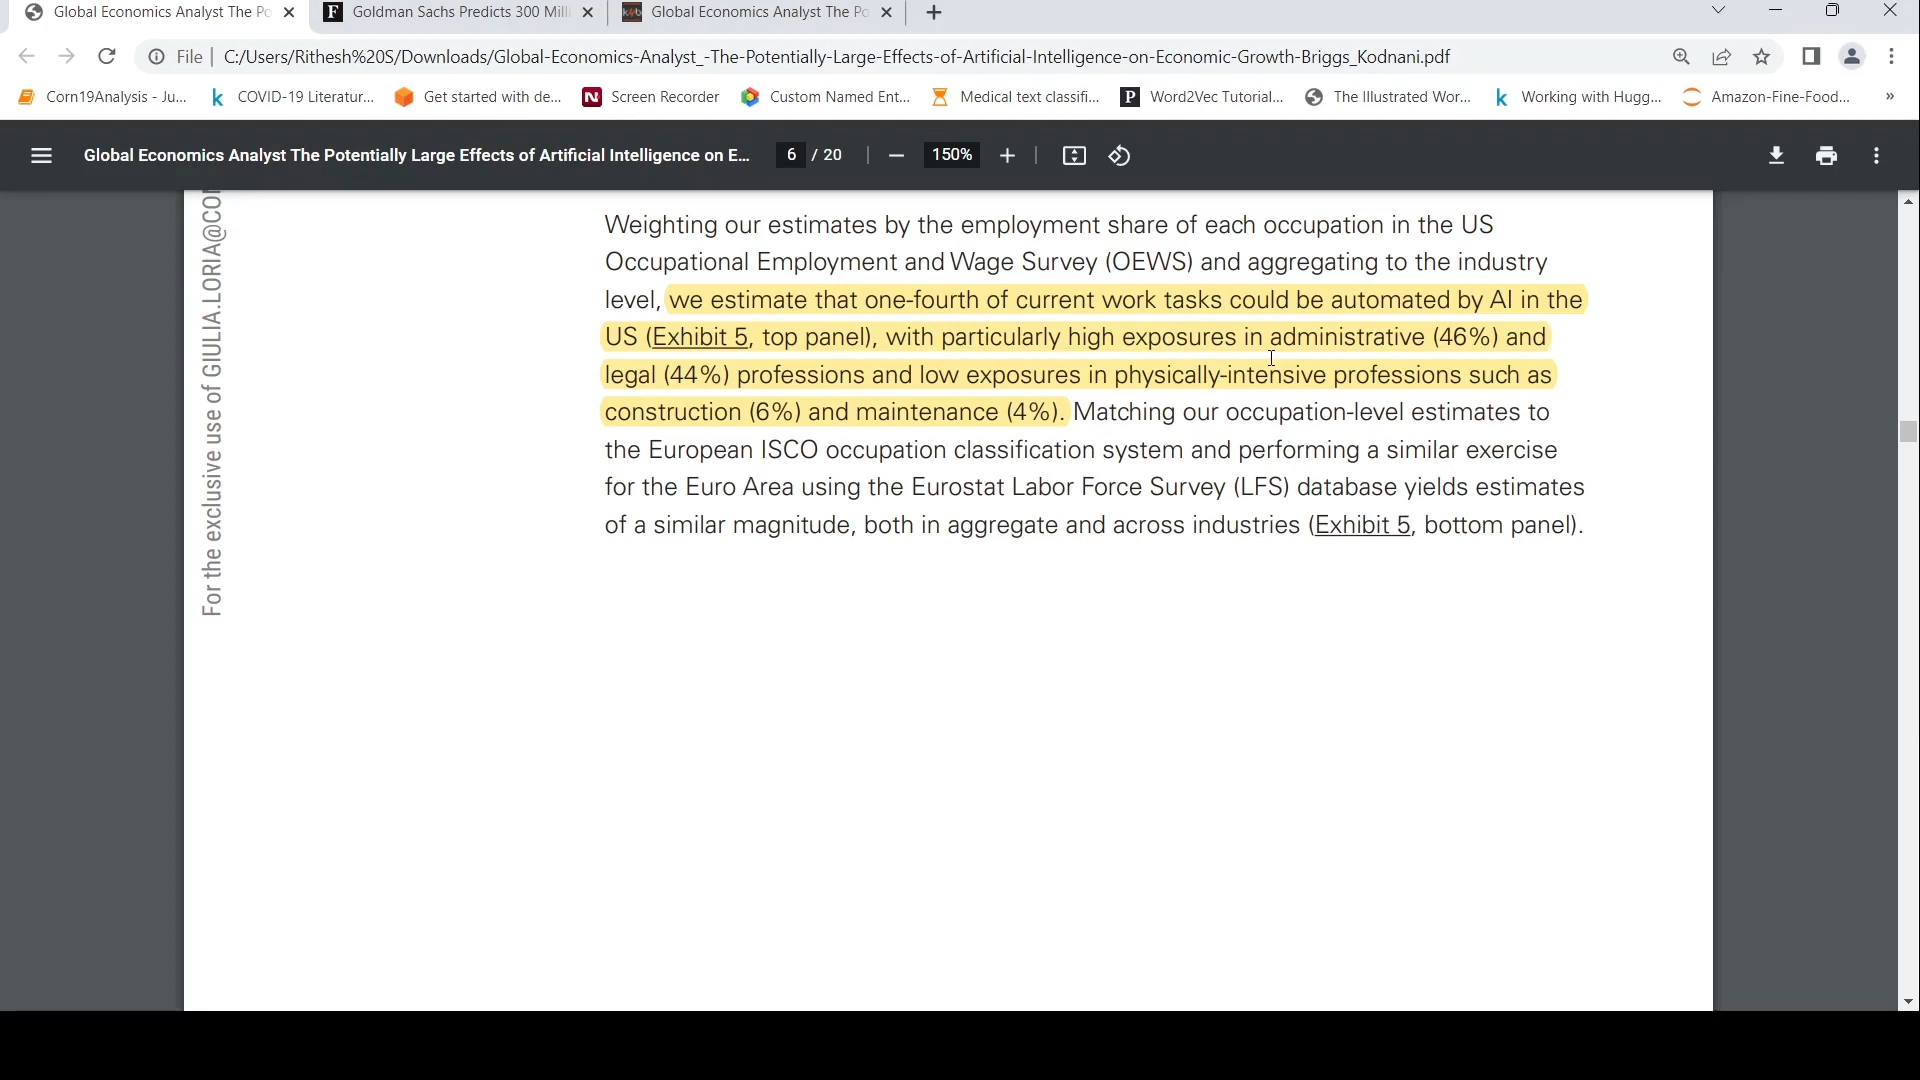 Global Economics Analyst The Po
Goldman Sachs Predicts 300 Mill
Global Economics Analyst The Po
File
C:/Users/Rithesh%20S/Downloads/Global-Economics-Analyst_-The-Potentially-Large-Effects-of-Artificial-Intelligence-on-Economic-Growth-Briggs_Kodnani.pdf
Corn19Analysis - Ju...
COVID-19 Literatur...
Get started with de...
Screen Recorder
Custom Named Ent...
Medical text classifi...
Word2Vec Tutorial...
The Illustrated Wor...
Working with Hugg...
Amazon-Fine-Food...
»
Global Economics Analyst The Potentially Large Effects of Artificial Intelligence on E...
6 / 20
150%
For the exclusive use of GIULIA.LORIA@CO
Weighting our estimates by the employment share of each occupation in the US
Occupational Employment and Wage Survey (OEWS) and aggregating to the industry
level, we estimate that one-fourth of current work tasks could be automated by AI in the
US (Exhibit 5, top panel), with particularly high exposures in administrative (46%) and
legal (44%) professions and low exposures in physically-intensive professions such as
construction (6%) and maintenance (4%). Matching our occupation-level estimates to
the European ISCO occupation classification system and performing a similar exercise
for the Euro Area using the Eurostat Labor Force Survey (LFS) database yields estimates
of a similar magnitude, both in aggregate and across industries (Exhibit 5, bottom panel).